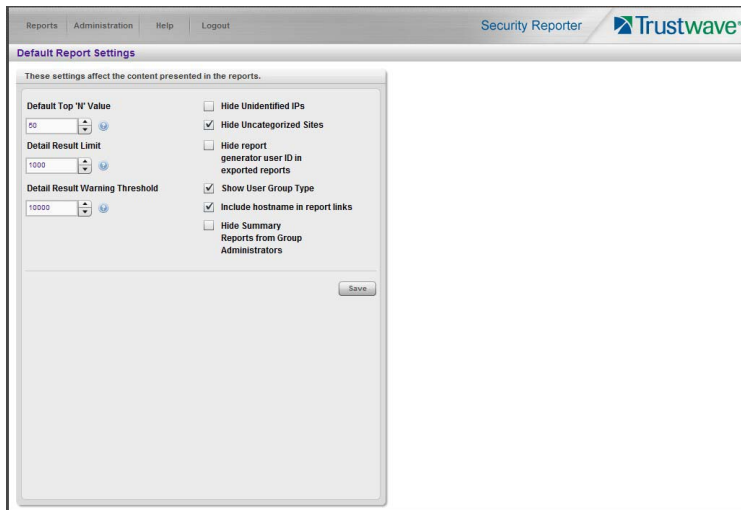 Reports Administration Help Logout
Security Reporter
Trustwave
Default Report Settings
These settings affect the content presented in the reports.
Default Top 'N' Value
50
Detail Result Limit
1000
Detail Result Warning Threshold
10000
Hide Unidentified IPs
Hide Uncategorized Sites
Hide report
generator user ID in
exported reports
Show User Group Type
Include hostname in report links
Hide Summary
Reports from Group
Administrators
Save